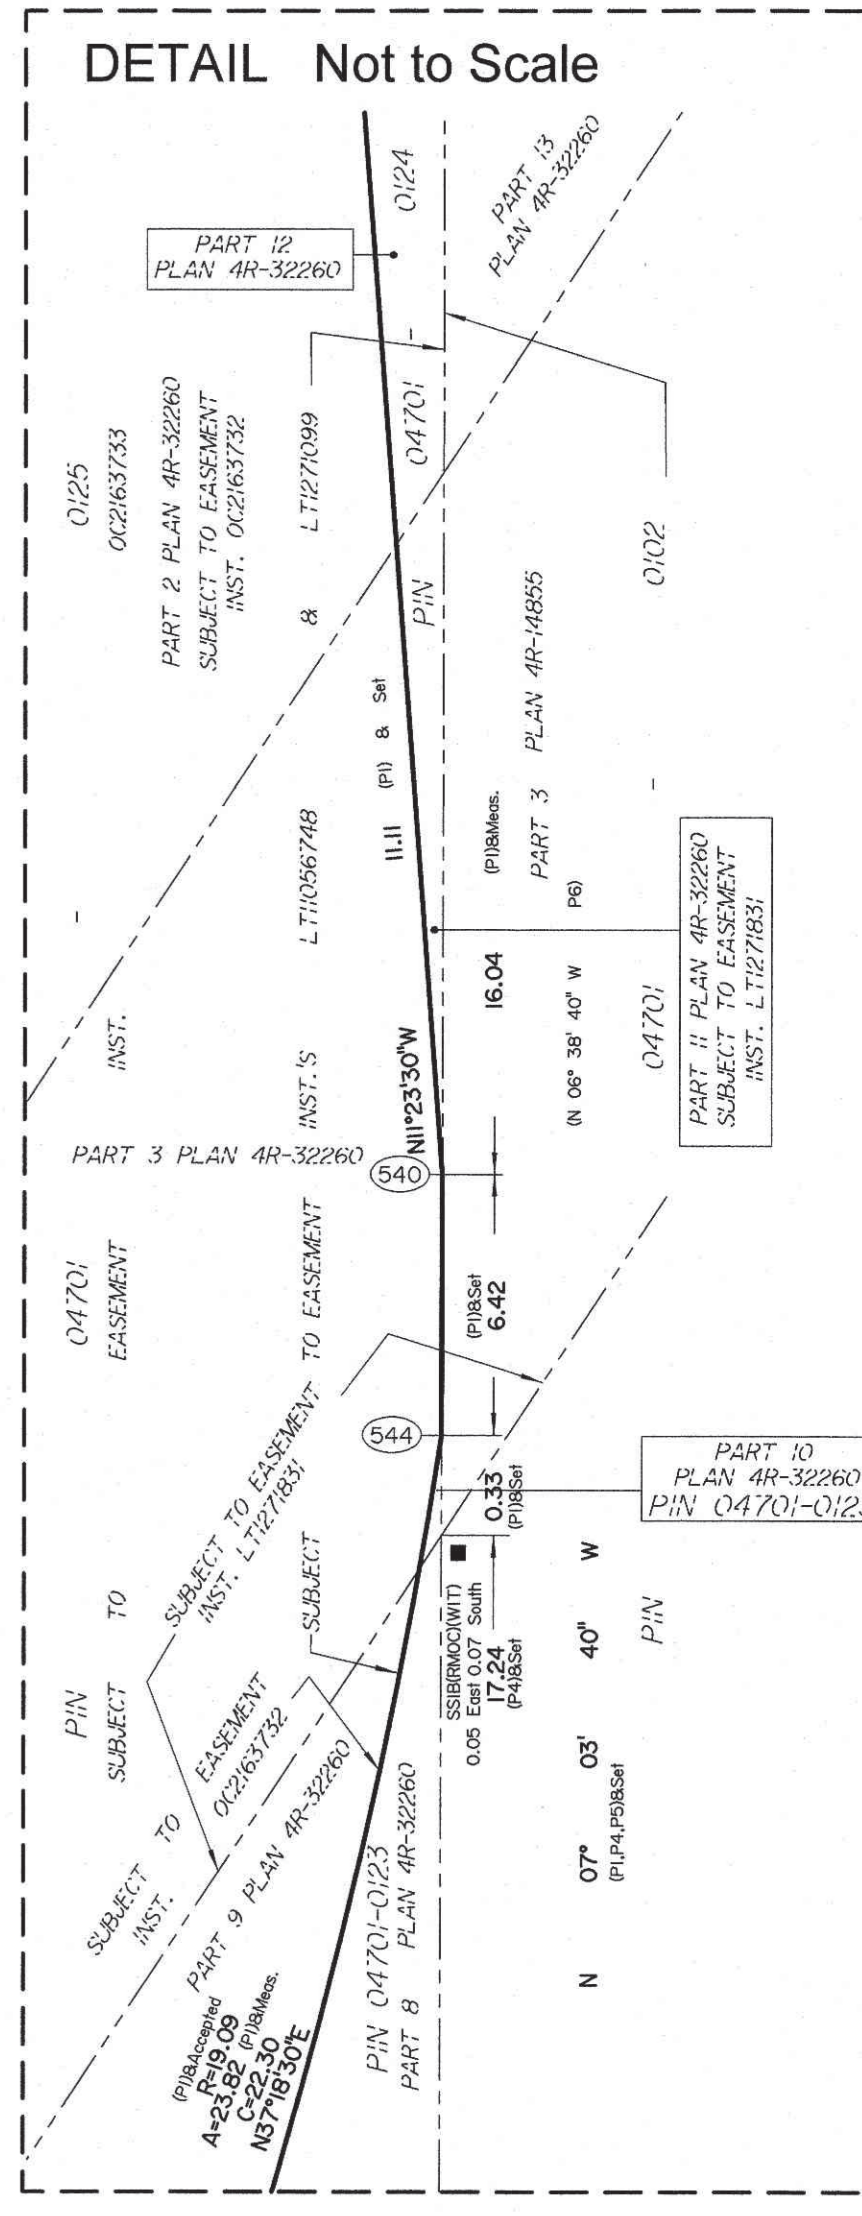 DETAIL Not to Scale
PART 12
PLAN 4R-32260
PART 13
PLAN 4R-32260
PIN 04701 - 0124
PIN 04701 - 0125
SUBJECT TO EASEMENT INST. OC2163733
PART 2 PLAN 4R-32260
SUBJECT TO EASEMENT
INST. OC2163732
SUBJECT TO EASEMENT INST.'S LT1056748 & LT1271099
11.11 (P1) & Set
N11°23'30"W
PART 3 PLAN 4R-14855
PIN 04701 - 0102
16.04 (P1)&Meas.
(N 06° 38' 40" W P6)
PART 11 PLAN 4R-32260
SUBJECT TO EASEMENT
INST. LT1271831
PART 3 PLAN 4R-32260
540
(P1)&Set
6.42
544
SUBJECT TO EASEMENT
INST. LT1271831
0.33
(P1)&Set
PART 10
PLAN 4R-32260
PIN 04701-012
SSIB(RMOC)(WIT)
0.05 East 0.07 South
17.24
(P4)&Set
N 07° 03' 40" W
(P1,P4,P5)&Set
SUBJECT TO EASEMENT
INST. OC2163732
PART 9 PLAN 4R-32260
PIN 04701-0123
PART 8 PLAN 4R-32260
(P1)&Accepted
R=19.09
A=23.82 (P1)&Meas.
C=22.30
N37°18'30"E